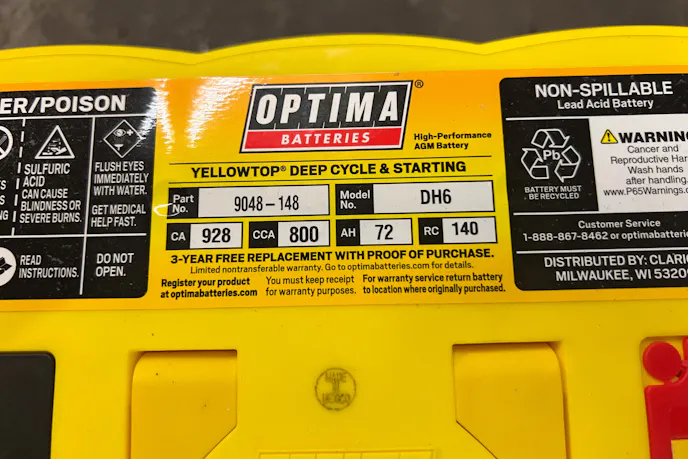 ER/POISON
SULFURIC
ACID
CAN CAUSE
BLINDNESS OR
SEVERE BURNS.
FLUSH EYES
IMMEDIATELY
WITH WATER.
GET MEDICAL
HELP FAST.
READ
INSTRUCTIONS.
DO NOT
OPEN.
OPTIMA®
BATTERIES
High-Performance
AGM Battery
YELLOWTOP® DEEP CYCLE & STARTING
Part No. 9048-148 Model No. DH6
CA 928 CCA 800 AH 72 RC 140
3-YEAR FREE REPLACEMENT WITH PROOF OF PURCHASE.
Limited nontransferable warranty. Go to optimabatteries.com for details.
Register your product
at optimabatteries.com
You must keep receipt
for warranty purposes.
For warranty service return battery
to location where originally purchased.
NON-SPILLABLE
Lead Acid Battery
Pb
BATTERY MUST
BE RECYCLED
WARNING
Cancer and
Reproductive Har
Wash hands
after handling.
www.P65Warnings.c
Customer Service
1-888-867-8462 or optimabatteri
DISTRIBUTED BY: CLARIO
MILWAUKEE, WI 5320
MADE
I
MEXICO